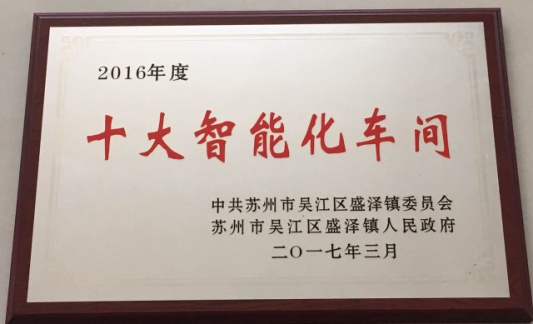 2016年度
十大智能化车间
中共苏州市吴江区盛泽镇委员会
苏州市吴江区盛泽镇人民政府
二〇一七年三月